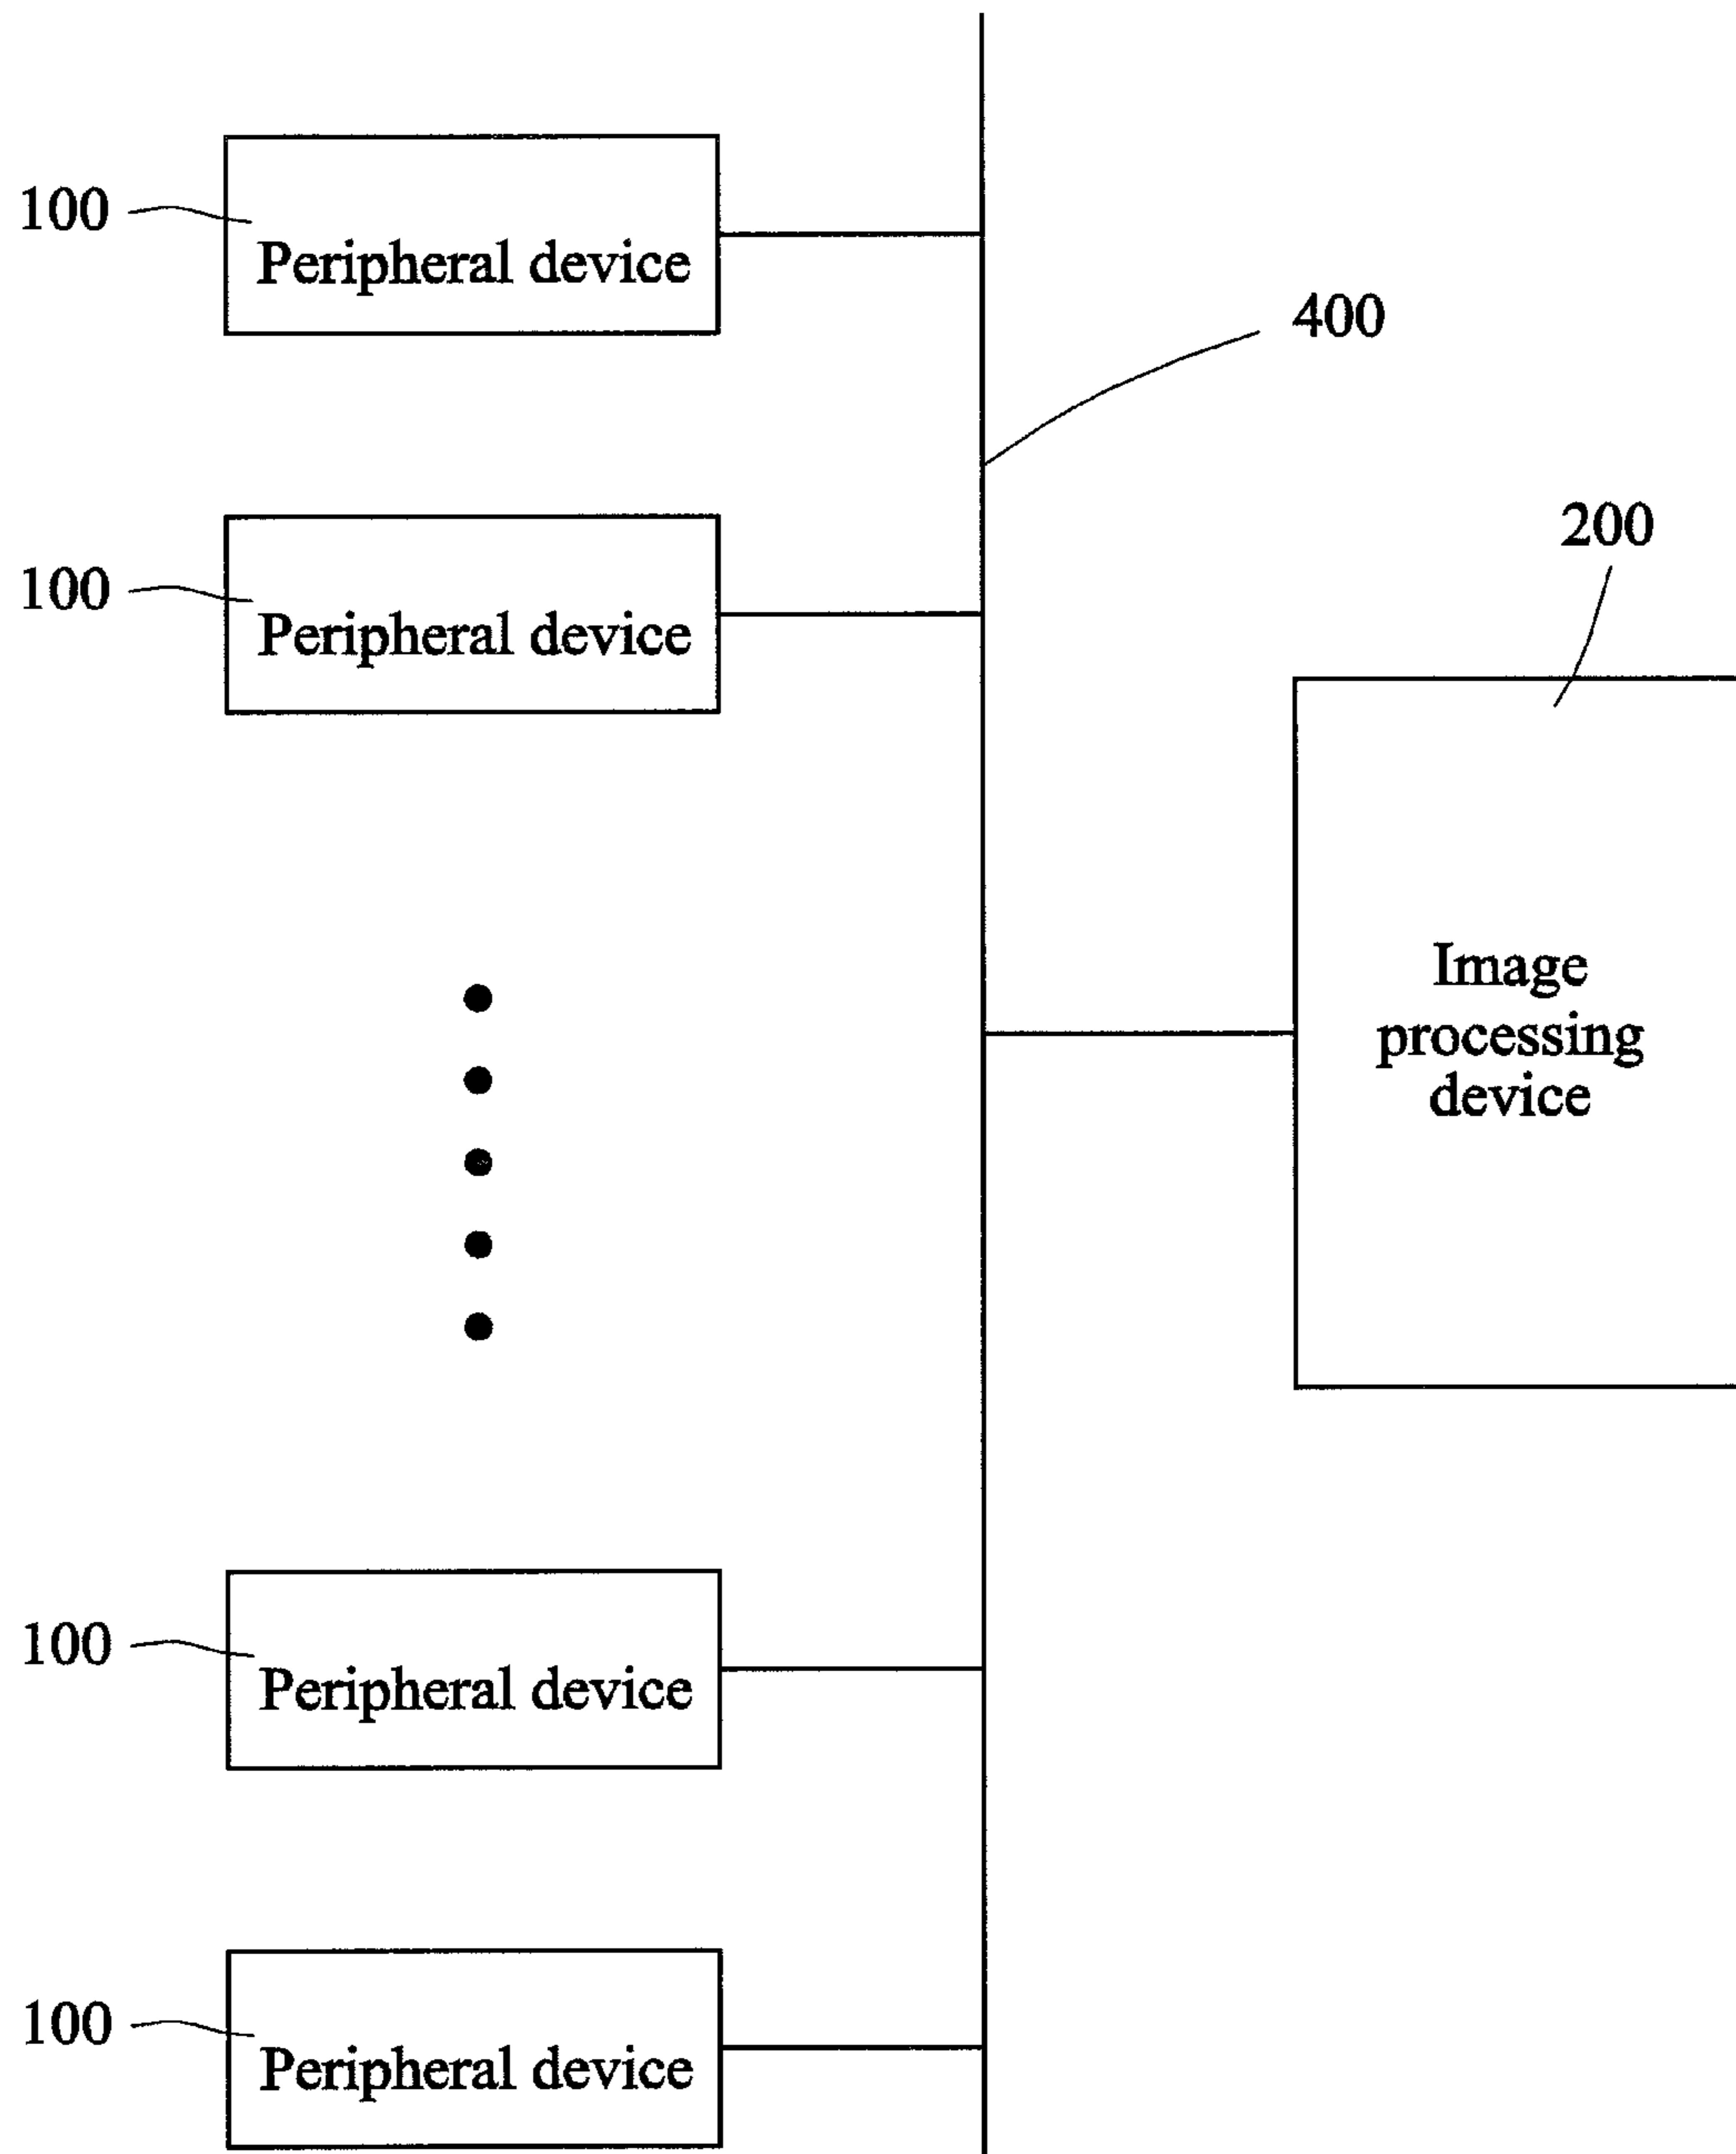 100
Peripheral device
400
100
Peripheral device
200
Image
processing
device
100
Peripheral device
100
Peripheral device